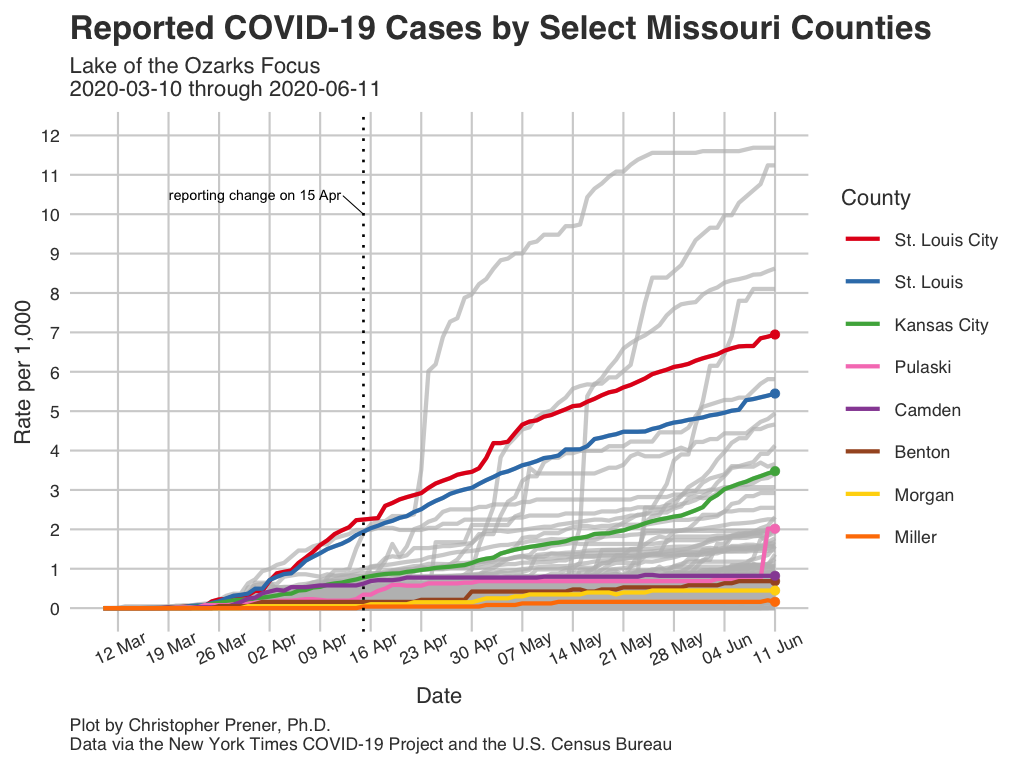 Reported COVID-19 Cases by Select Missouri Counties
Lake of the Ozarks Focus
2020-03-10 through 2020-06-11
12
11
10
9
8
7
6
5
4
3
2
1
0
Rate per 1,000
reporting change on 15 Apr
12 Mar
19 Mar
26 Mar
02 Apr
09 Apr
16 Apr
23 Apr
30 Apr
07 May
14 May
21 May
28 May
04 Jun
11 Jun
Date
County
St. Louis City
St. Louis
Kansas City
Pulaski
Camden
Benton
Morgan
Miller
Plot by Christopher Prener, Ph.D.
Data via the New York Times COVID-19 Project and the U.S. Census Bureau